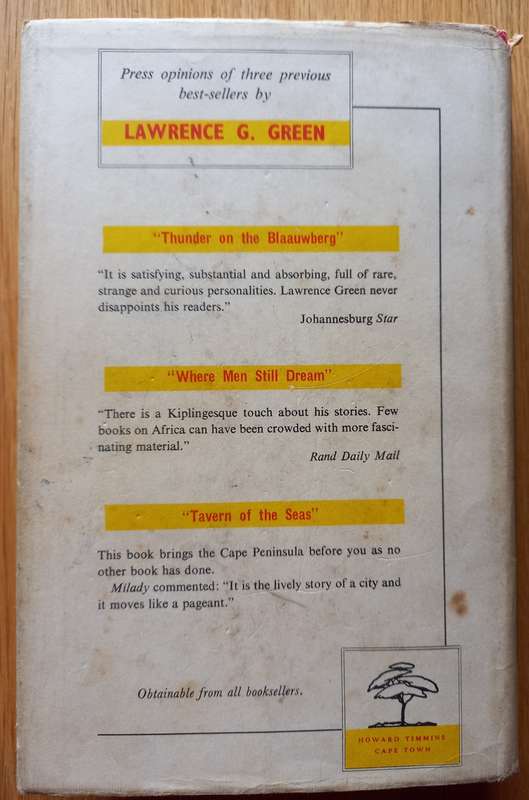 Press opinions of three previous
best-sellers by
LAWRENCE G. GREEN
"Thunder on the Blaauwberg"
"It is satisfying, substantial and absorbing, full of rare,
strange and curious personalities. Lawrence Green never
disappoints his readers."
Johannesburg Star
"Where Men Still Dream"
"There is a Kiplingesque touch about his stories. Few
books on Africa can have been crowded with more fasci-
nating material."
Rand Daily Mail
"Tavern of the Seas"
This book brings the Cape Peninsula before you as no
other book has done.
Milady commented: "It is the lively story of a city and
it moves like a pageant."
Obtainable from all booksellers.
HOWARD TIMMINS
CAPE TOWN